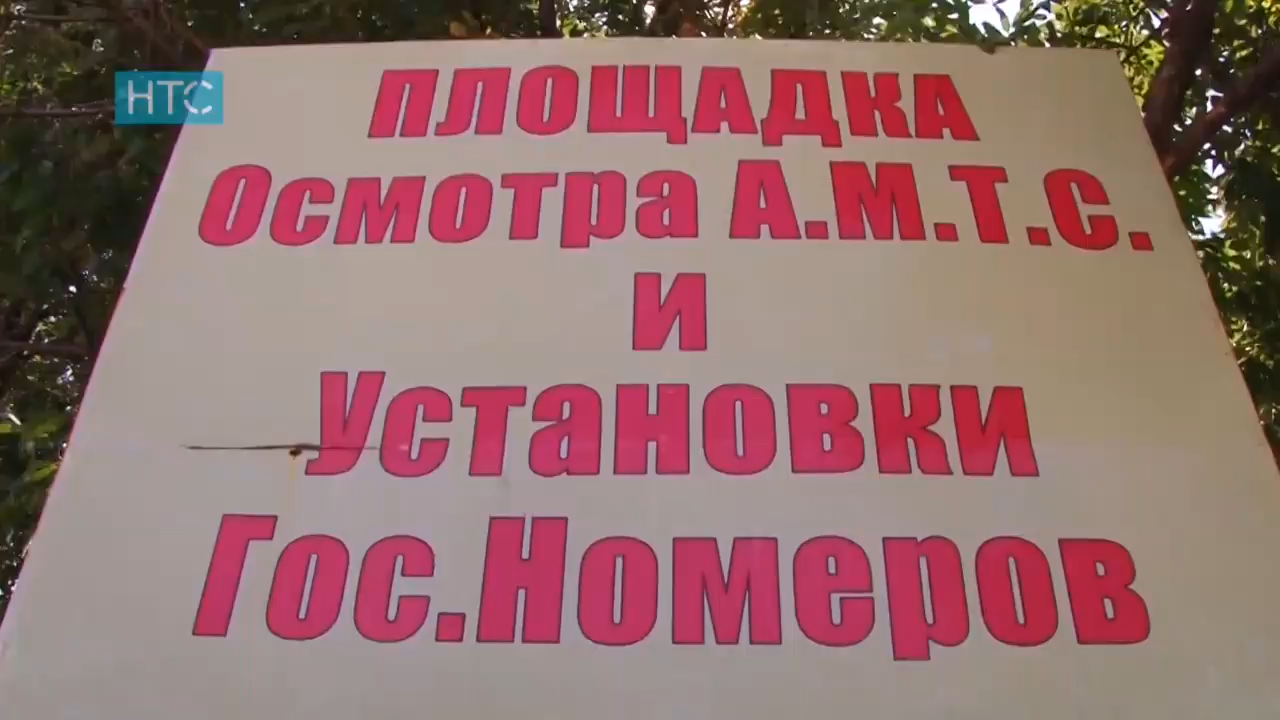 НТС
ПЛОЩАДКА
Осмотра А.М.Т.С.
и
Установки
Гос.Номеров